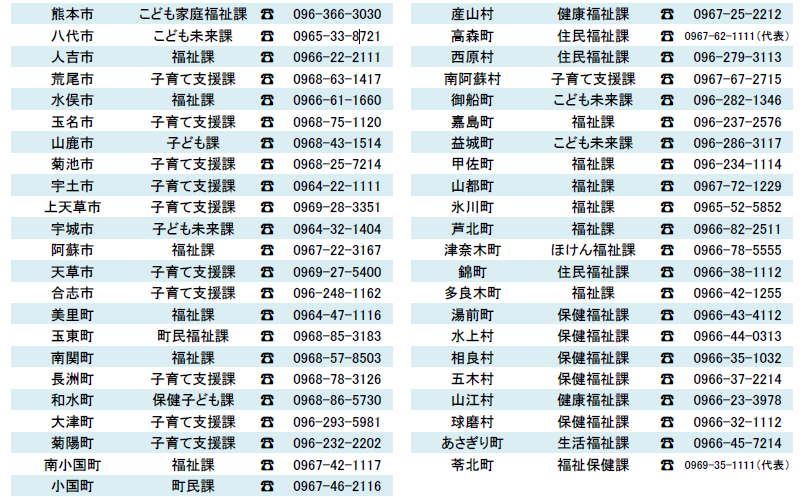 熊本市 こども家庭福祉課 ☎ 096-366-3030
八代市 こども未来課 ☎ 0965-33-8721
人吉市 福祉課 ☎ 0966-22-2111
荒尾市 子育て支援課 ☎ 0968-63-1417
水俣市 福祉課 ☎ 0966-61-1660
玉名市 子育て支援課 ☎ 0968-75-1120
山鹿市 子ども課 ☎ 0968-43-1514
菊池市 子育て支援課 ☎ 0968-25-7214
宇土市 子育て支援課 ☎ 0964-22-1111
上天草市 子育て支援課 ☎ 0969-28-3351
宇城市 子ども未来課 ☎ 0964-32-1404
阿蘇市 福祉課 ☎ 0967-22-3167
天草市 子育て支援課 ☎ 0969-27-5400
合志市 子育て支援課 ☎ 096-248-1162
美里町 福祉課 ☎ 0964-47-1116
玉東町 町民福祉課 ☎ 0968-85-3183
南関町 福祉課 ☎ 0968-57-8503
長洲町 子育て支援課 ☎ 0968-78-3126
和水町 保健子ども課 ☎ 0968-86-5730
大津町 子育て支援課 ☎ 096-293-5981
菊陽町 子育て支援課 ☎ 096-232-2202
南小国町 福祉課 ☎ 0967-42-1117
小国町 町民課 ☎ 0967-46-2116
産山村 健康福祉課 ☎ 0967-25-2212
高森町 住民福祉課 ☎ 0967-62-1111(代表)
西原村 住民福祉課 ☎ 096-279-3113
南阿蘇村 子育て支援課 ☎ 0967-67-2715
御船町 こども未来課 ☎ 096-282-1346
嘉島町 福祉課 ☎ 096-237-2576
益城町 こども未来課 ☎ 096-286-3117
甲佐町 福祉課 ☎ 096-234-1114
山都町 福祉課 ☎ 0967-72-1229
氷川町 福祉課 ☎ 0965-52-5852
芦北町 福祉課 ☎ 0966-82-2511
津奈木町 ほけん福祉課 ☎ 0966-78-5555
錦町 住民福祉課 ☎ 0966-38-1112
多良木町 福祉課 ☎ 0966-42-1255
湯前町 保健福祉課 ☎ 0966-43-4112
水上村 保健福祉課 ☎ 0966-44-0313
相良村 保健福祉課 ☎ 0966-35-1032
五木村 保健福祉課 ☎ 0966-37-2214
山江村 健康福祉課 ☎ 0966-23-3978
球磨村 保健福祉課 ☎ 0966-32-1112
あさぎり町 生活福祉課 ☎ 0966-45-7214
苓北町 福祉保健課 ☎ 0969-35-1111(代表)